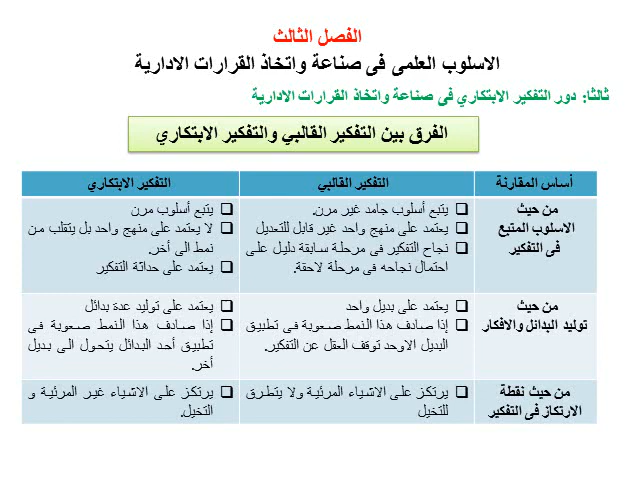 الفصل الثالث
الاسلوب العلمى فى صناعة واتخاذ القرارات الادارية
ثالثا: دور التفكير الابتكاري فى صناعة واتخاذ القرارات الادارية
الفرق بين التفكير القالبي والتفكير الابتكاري
أساس المقارنة
التفكير القالبي
التفكير الابتكاري
من حيث
الاسلوب المتبع
فى التفكير
يتبع أسلوب جامد غير مرن.
يعتمد على منهج واحد غير قابل للتعديل
نجاح التفكير فى مرحلة سابقة دليل على
احتمال نجاحه فى مرحلة لاحقة.
يتبع أسلوب مرن
لا يعتمد على منهج واحد بل يتقلب من
نمط الى أخر.
يعتمد على حداثة التفكير
من حيث
توليد البدائل والافكار
يعتمد على بديل واحد
إذا صادف هذا النمط صعوبة فى تطبيق
البديل الاوحد توقف العقل عن التفكير.
يعتمد على توليد عدة بدائل
إذا صادف هذا النمط صعوبة فى
تطبيق أحد البدائل يتحول الى بديل
أخر.
من حيث نقطة
الارتكاز فى التفكير
يرتكز على الاشياء المرئية ولا يتطرق
للتخيل
يرتكز على الاشياء غير المرئية و
التخيل.